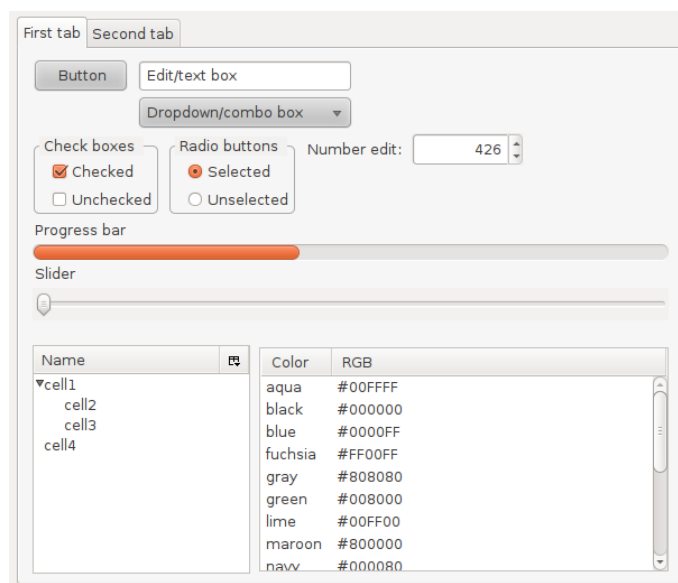 First tab Second tab
Button Edit/text box
Dropdown/combo box
Check boxes Radio buttons Number edit: 426
Checked Selected
Unchecked Unselected
Progress bar
Slider
Name Color RGB
cell1 aqua #00FFFF
cell2 black #000000
cell3 blue #0000FF
cell4 fuchsia #FF00FF
gray #808080
green #008000
lime #00FF00
maroon #800000
navy #000080